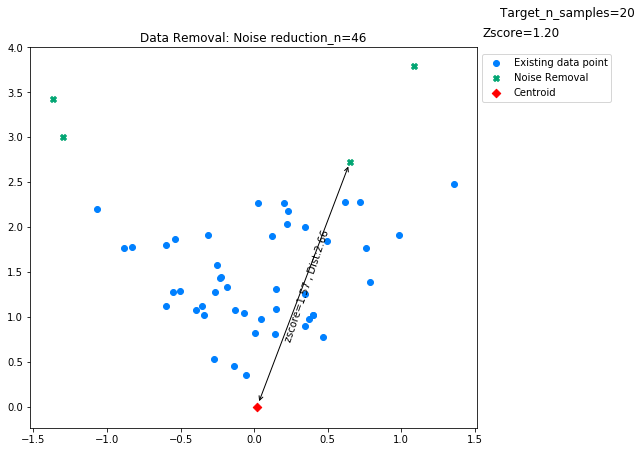 Target_n_samples=20
Zscore=1.20
Data Removal: Noise reduction_n=46
Existing data point
Noise Removal
Centroid
4.0
3.5
3.0
2.5
2.0
1.5
1.0
0.5
0.0
zscore=1.57 , Dist:2.66
−1.5 −1.0 −0.5 0.0 0.5 1.0 1.5